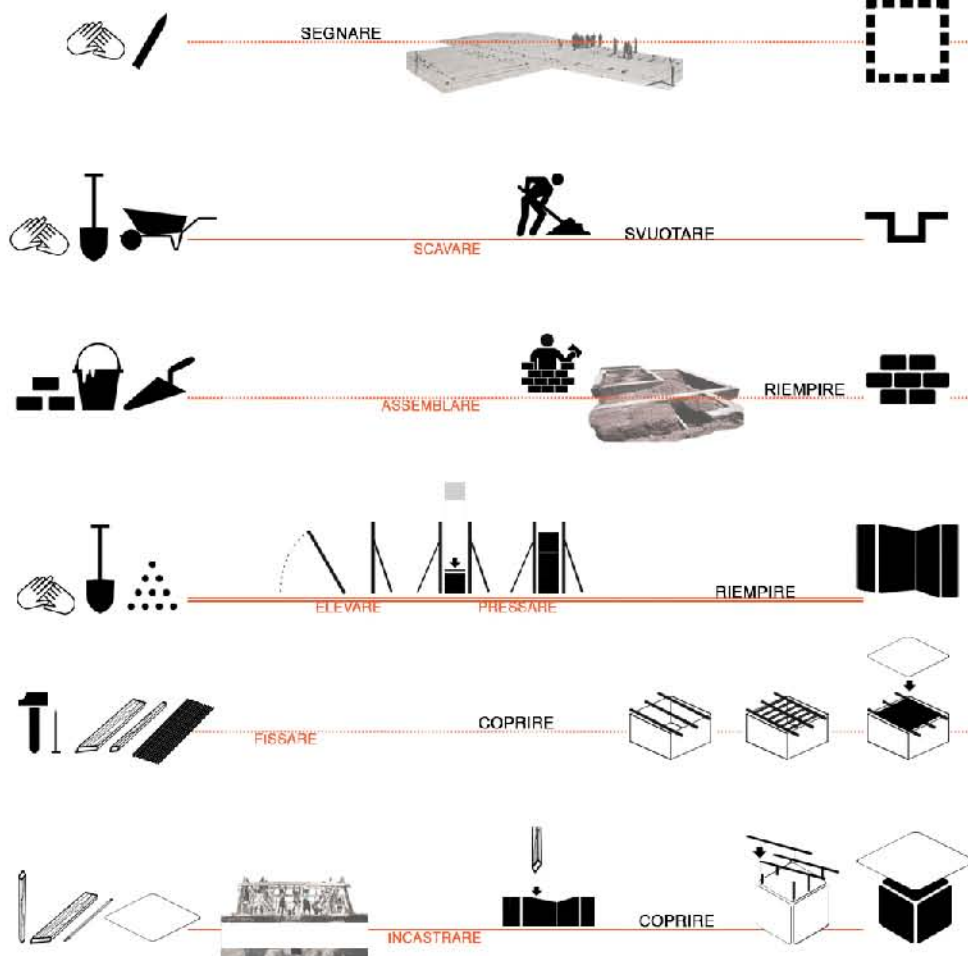 SEGNARE
SVUOTARE
SCAVARE
RIEMPIRE
ASSEMBLARE
RIEMPIRE
ELEVARE PRESSARE
COPRIRE
FISSARE
COPRIRE
INCASTRARE